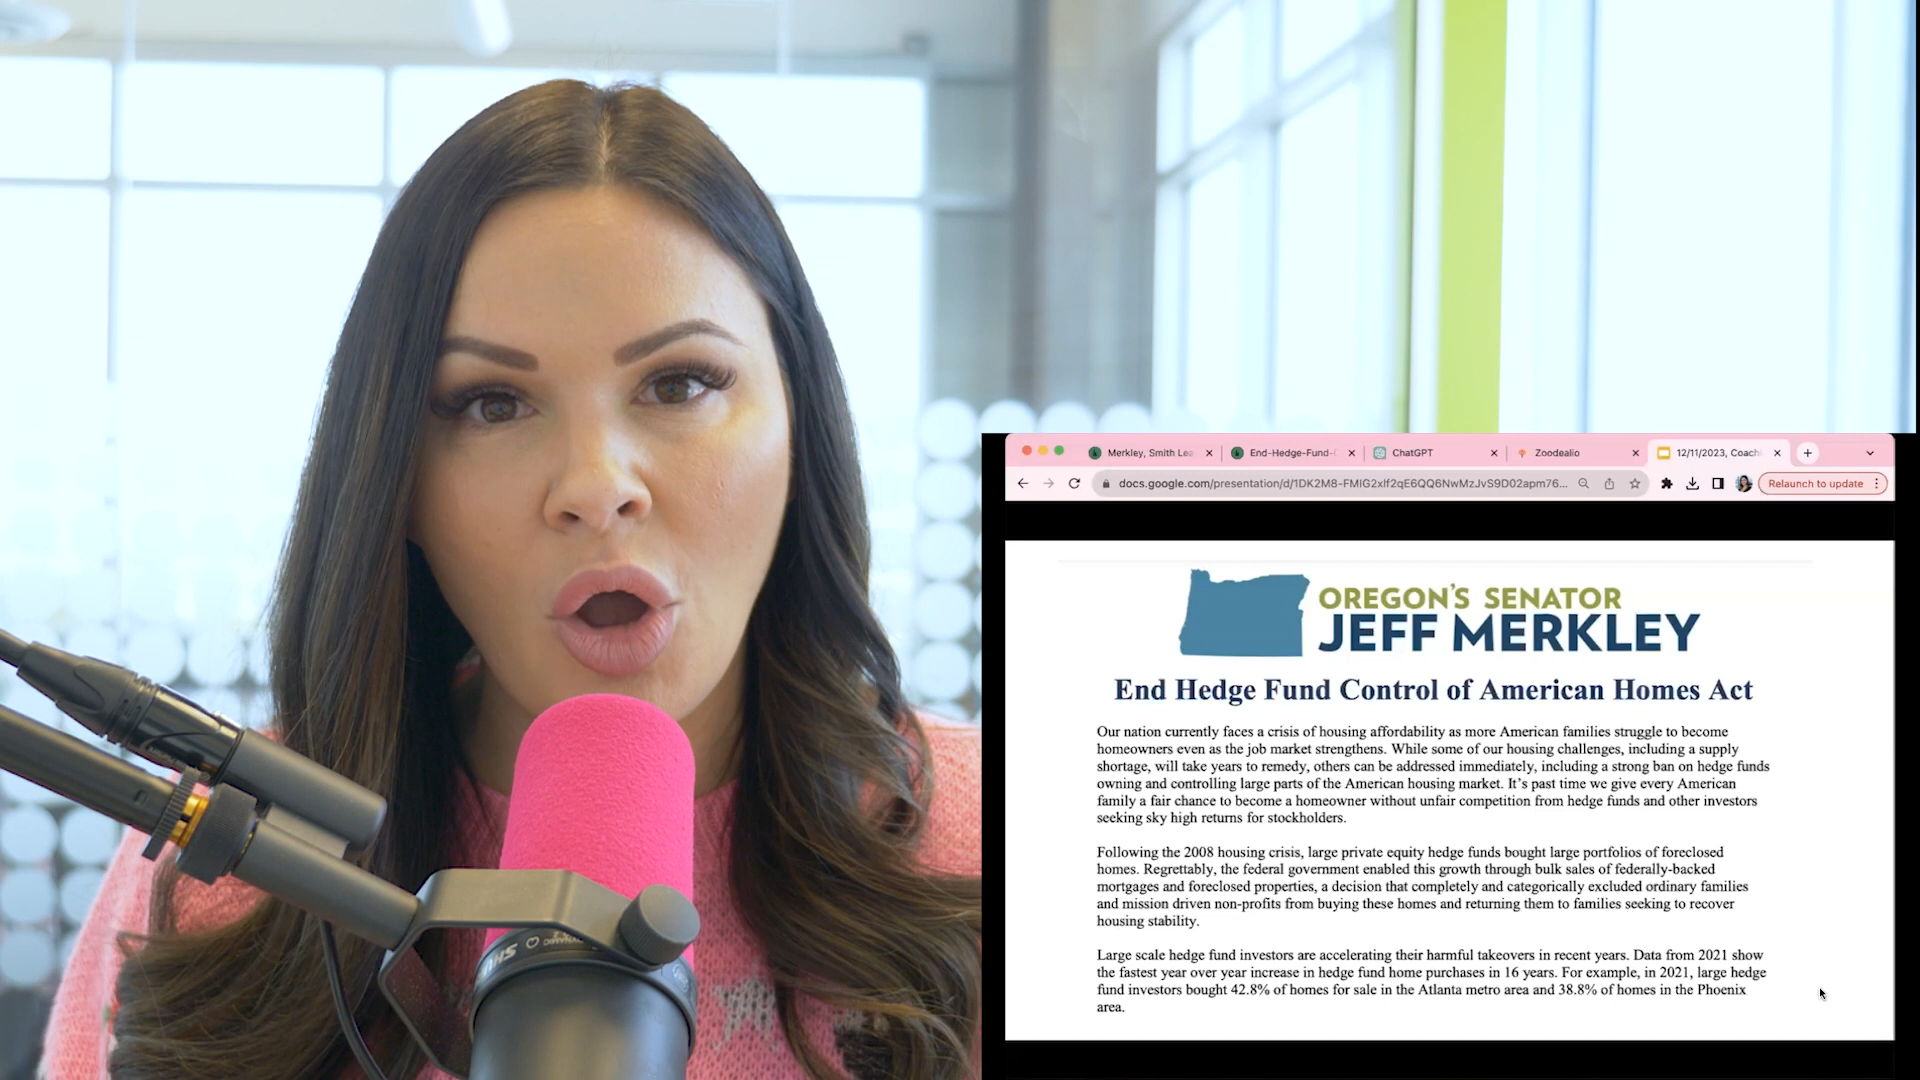 Merkley, Smith Lea
End-Hedge-Fund-
ChatGPT
Zoodealio
12/11/2023, Coach
docs.google.com/presentation/d/1DK2M8-FMIG2xlf2qE6QQ6NwMzJvS9D02apm76...
Relaunch to update
OREGON'S SENATOR
JEFF MERKLEY
End Hedge Fund Control of American Homes Act
Our nation currently faces a crisis of housing affordability as more American families struggle to become
homeowners even as the job market strengthens. While some of our housing challenges, including a supply
shortage, will take years to remedy, others can be addressed immediately, including a strong ban on hedge funds
owning and controlling large parts of the American housing market. It's past time we give every American
family a fair chance to become a homeowner without unfair competition from hedge funds and other investors
seeking sky high returns for stockholders.
Following the 2008 housing crisis, large private equity hedge funds bought large portfolios of foreclosed
homes. Regrettably, the federal government enabled this growth through bulk sales of federally-backed
mortgages and foreclosed properties, a decision that completely and categorically excluded ordinary families
and mission driven non-profits from buying these homes and returning them to families seeking to recover
housing stability.
Large scale hedge fund investors are accelerating their harmful takeovers in recent years. Data from 2021 show
the fastest year over year increase in hedge fund home purchases in 16 years. For example, in 2021, large hedge
fund investors bought 42.8% of homes for sale in the Atlanta metro area and 38.8% of homes in the Phoenix
area.